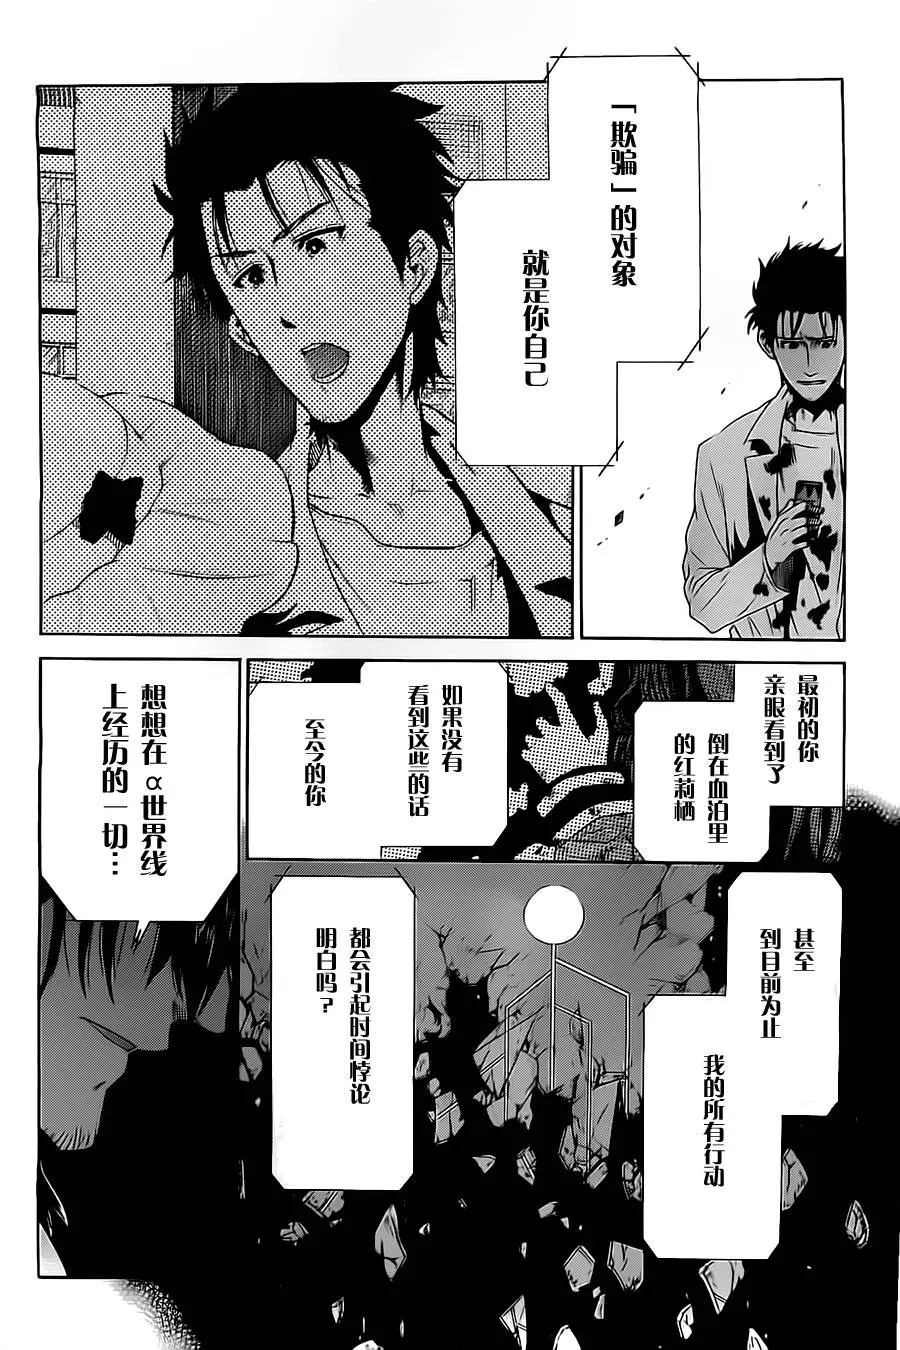 「欺骗」的对象
就是你自己
最初的你
亲眼看到了
倒在血泊里
的红莉栖
如果没有
看到这些的话
至今的你
想想在α世界线
上经历的一切…
甚至
到目前为止
我的所有行动
都会引起时间悖论
明白吗？